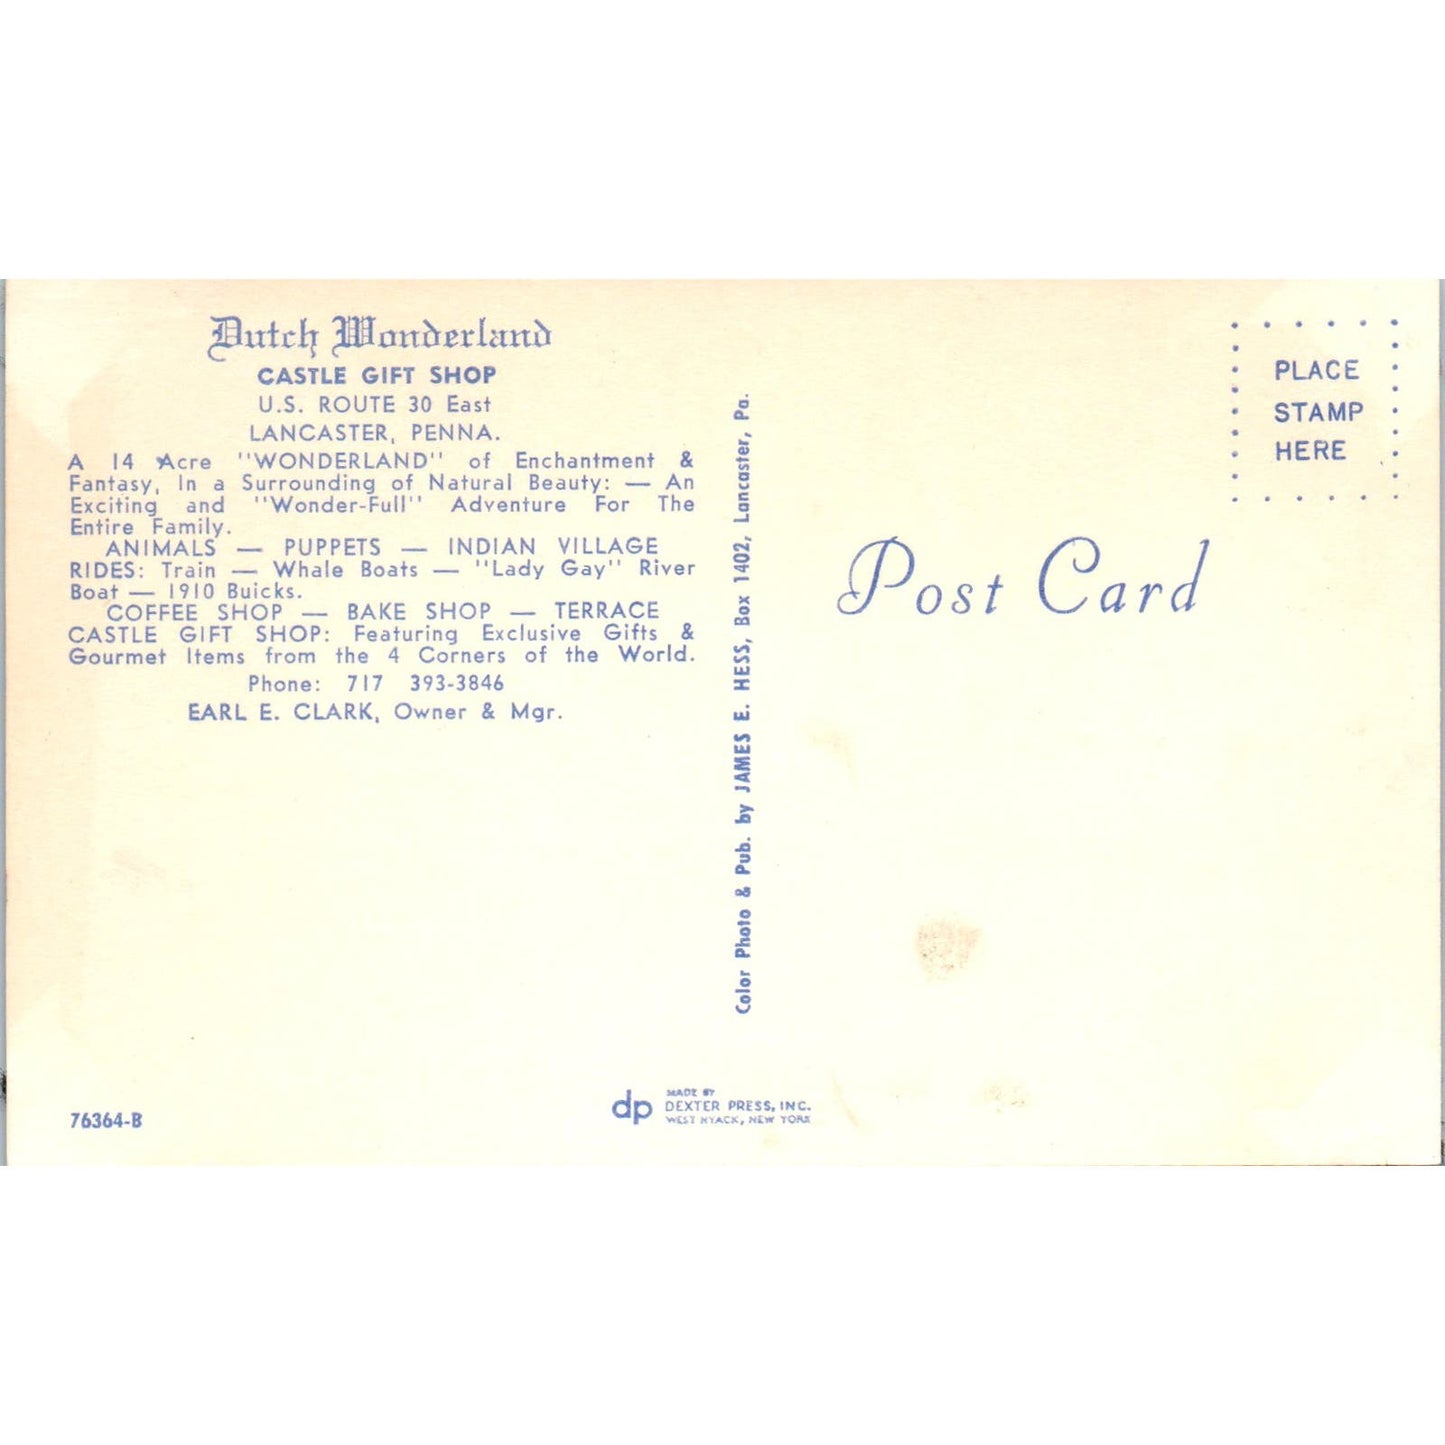 Dutch Wonderland
CASTLE GIFT SHOP
U.S. ROUTE 30 East
LANCASTER, PENNA.
A 14 Acre "WONDERLAND" of Enchantment &
Fantasy, In a Surrounding of Natural Beauty: — An
Exciting and "Wonder-Full" Adventure For The
Entire Family.
ANIMALS — PUPPETS — INDIAN VILLAGE
RIDES: Train — Whale Boats — "Lady Gay" River
Boat — 1910 Buicks.
COFFEE SHOP — BAKE SHOP — TERRACE
CASTLE GIFT SHOP: Featuring Exclusive Gifts &
Gourmet Items from the 4 Corners of the World.
Phone: 717 393-3846
EARL E. CLARK, Owner & Mgr.
76364-B
Color Photo & Pub. by JAMES E. HESS, Box 1402, Lancaster, Pa.
dp
MADE BY
DEXTER PRESS, INC.
WEST NYACK, NEW YORK
PLACE
STAMP
HERE
Post Card